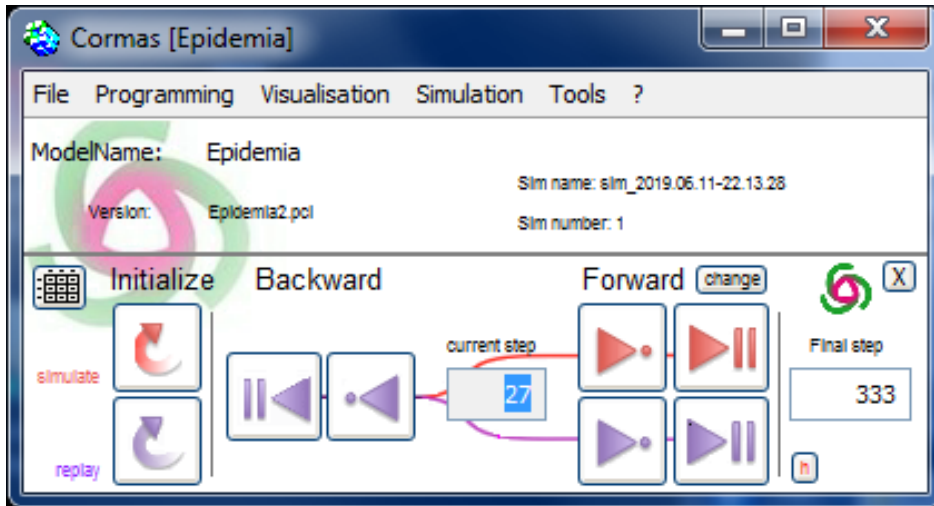 Cormas [Epidemia]
File Programming Visualisation Simulation Tools ?
ModelName: Epidemia
Sim name: sim_2019.06.11-22.13.28
Version: Epidemia2.pcl
Sim number: 1
Initialize Backward Forward change X
current step
Final step
simulate
27
333
replay
h